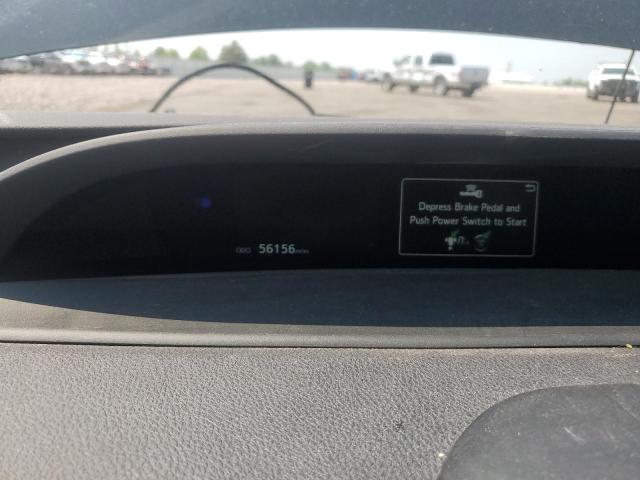 Depress Brake Pedal and
Push Power Switch to Start
ODO 56156 miles